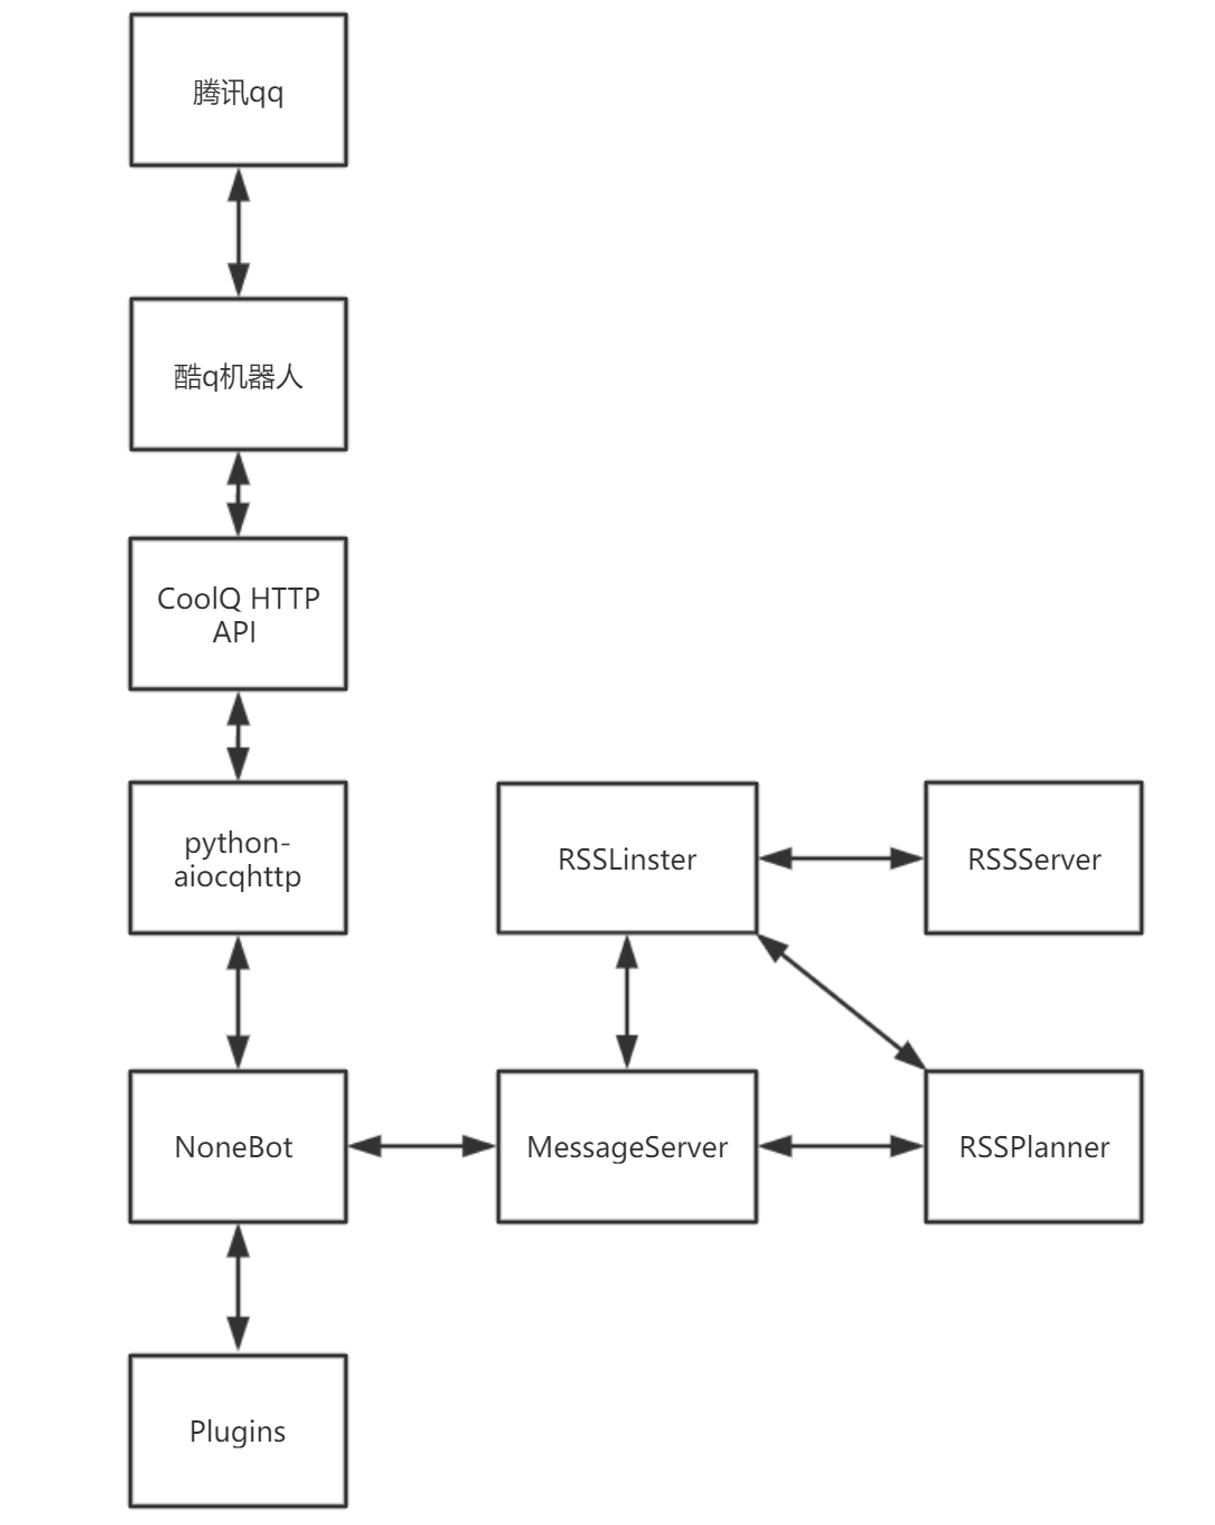 腾讯qq
酷q机器人
CoolQ HTTP
API
python-
aiocqhttp
RSSLinster
RSSServer
NoneBot
MessageServer
RSSPlanner
Plugins